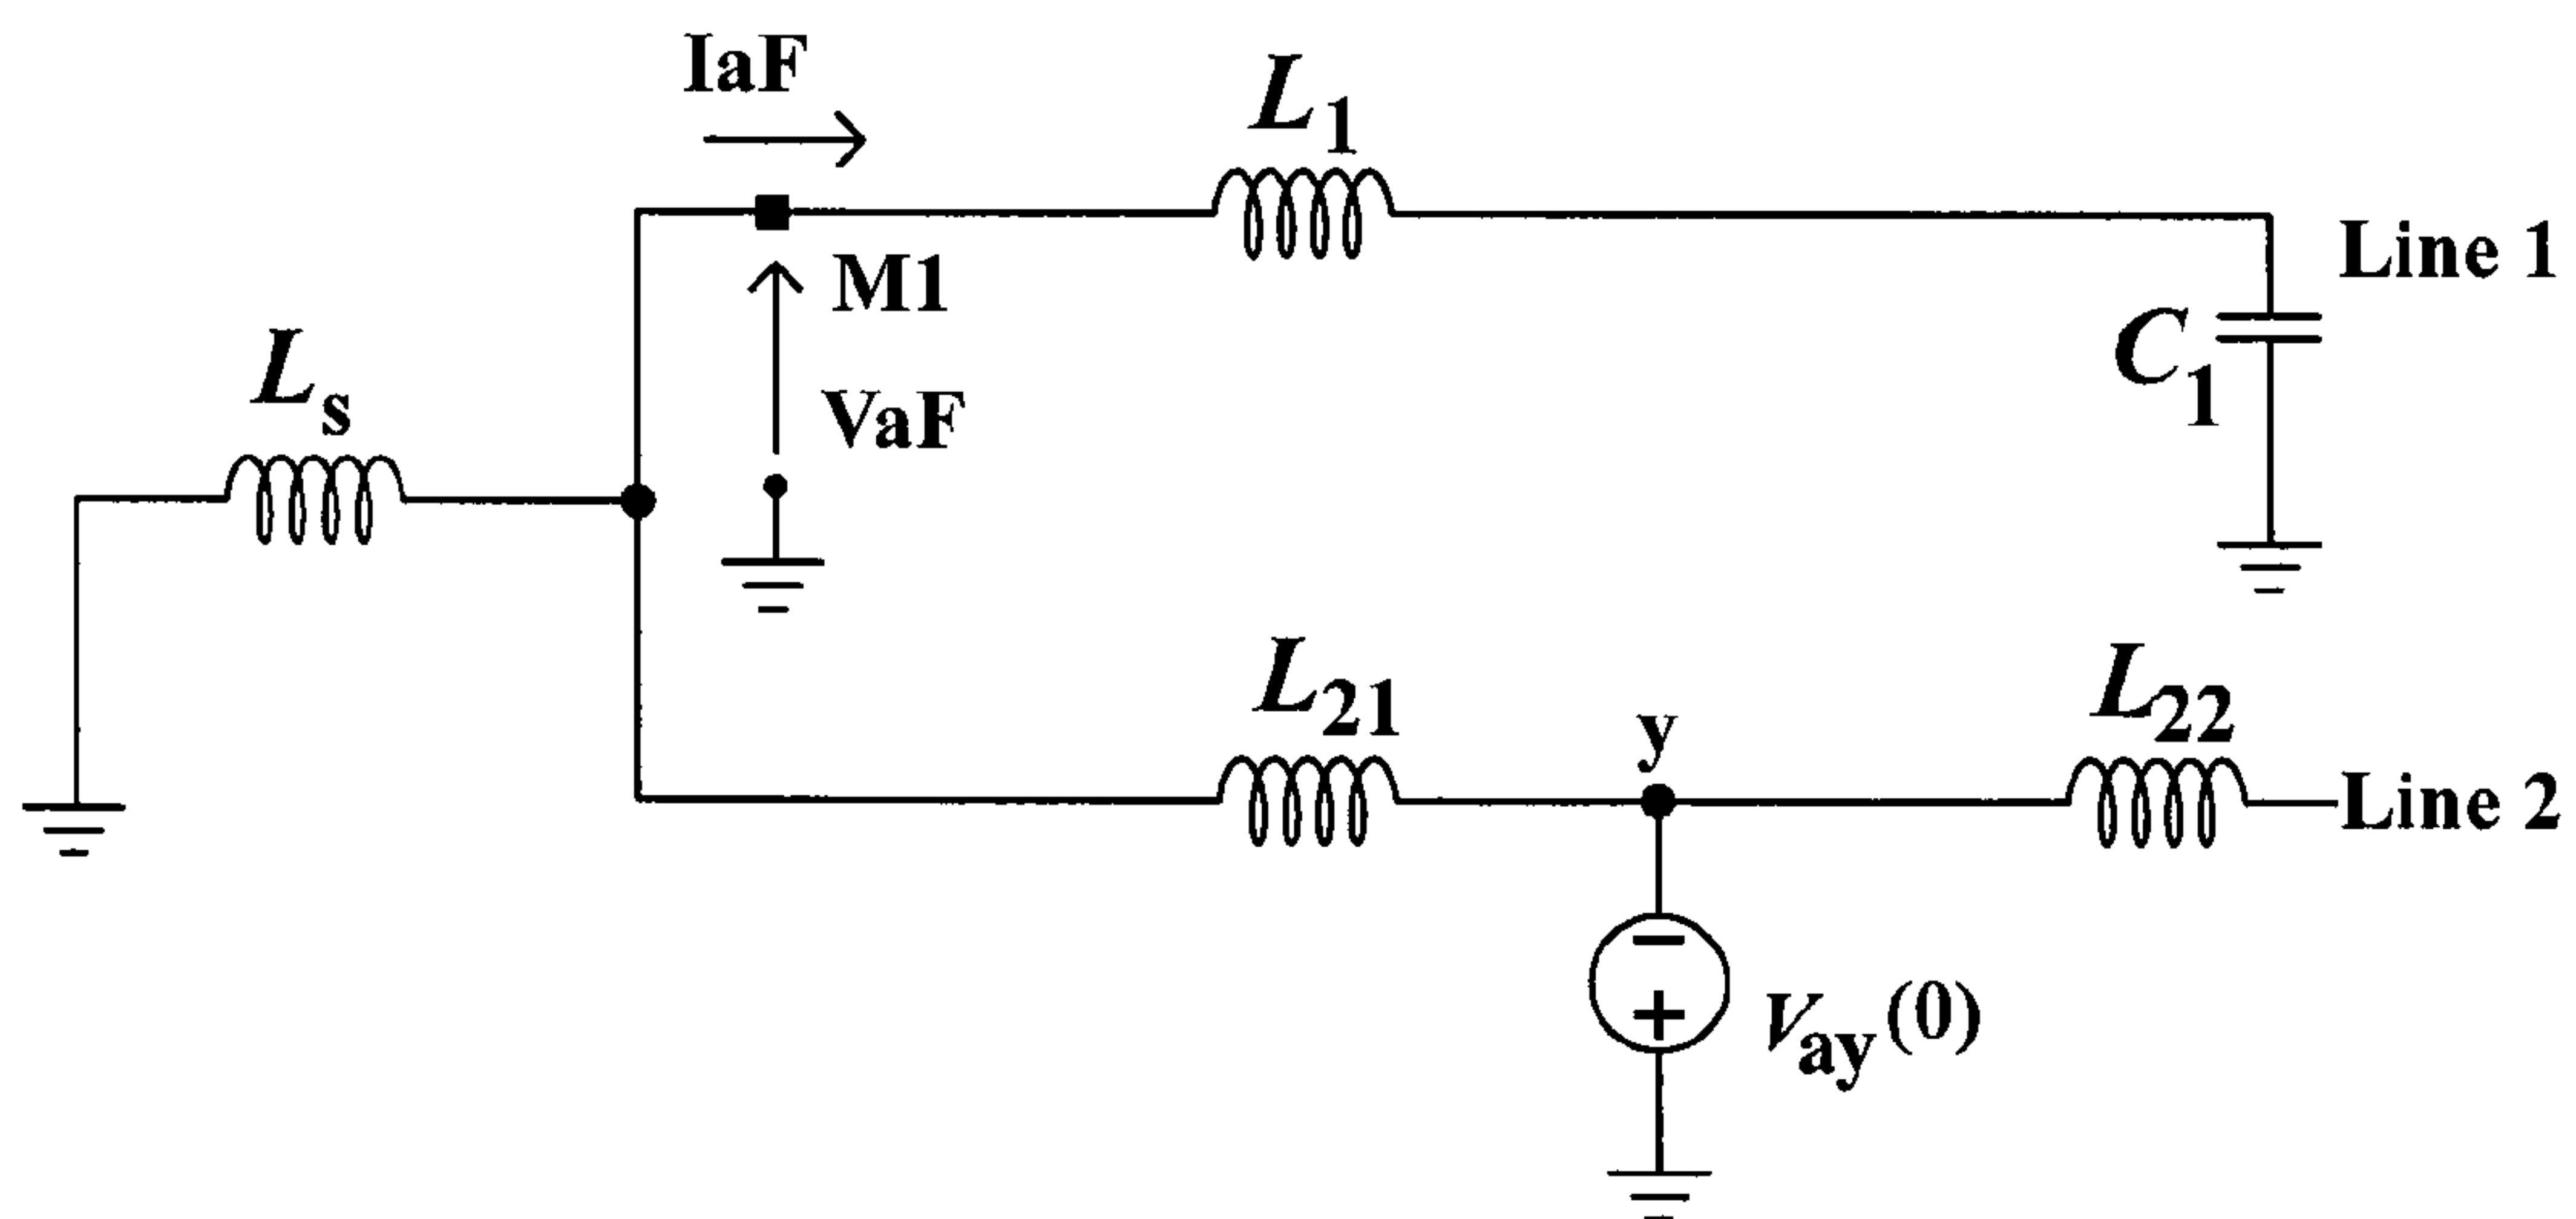 IaF
L1
Line 1
M1
C1
Ls
VaF
L21
y
L22
Line 2
−
+
Vay(0)